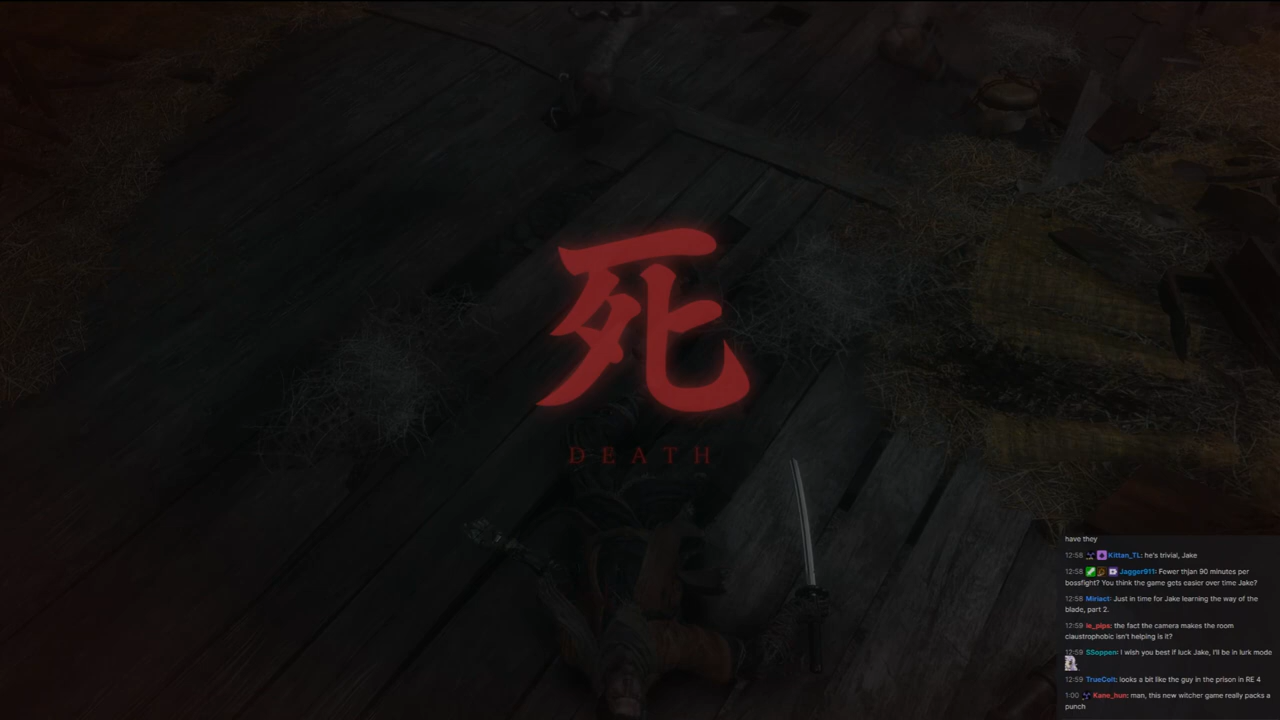 死
DEATH
have they
12:58 Kittan_TL: he's trivial, Jake
12:58 Jagger911: Fewer thjan 90 minutes per
bossfight? You think the game gets easier over time Jake?
12:58 Miriact: Just in time for Jake learning the way of the
blade, part 2.
12:59 le_pips: the fact the camera makes the room
claustrophobic isn't helping is it?
12:59 SSoppen: I wish you best if luck Jake, I'll be in lurk mode
12:59 TrueColt: looks a bit like the guy in the prison in RE 4
1:00 Kane_hun: man, this new witcher game really packs a
punch